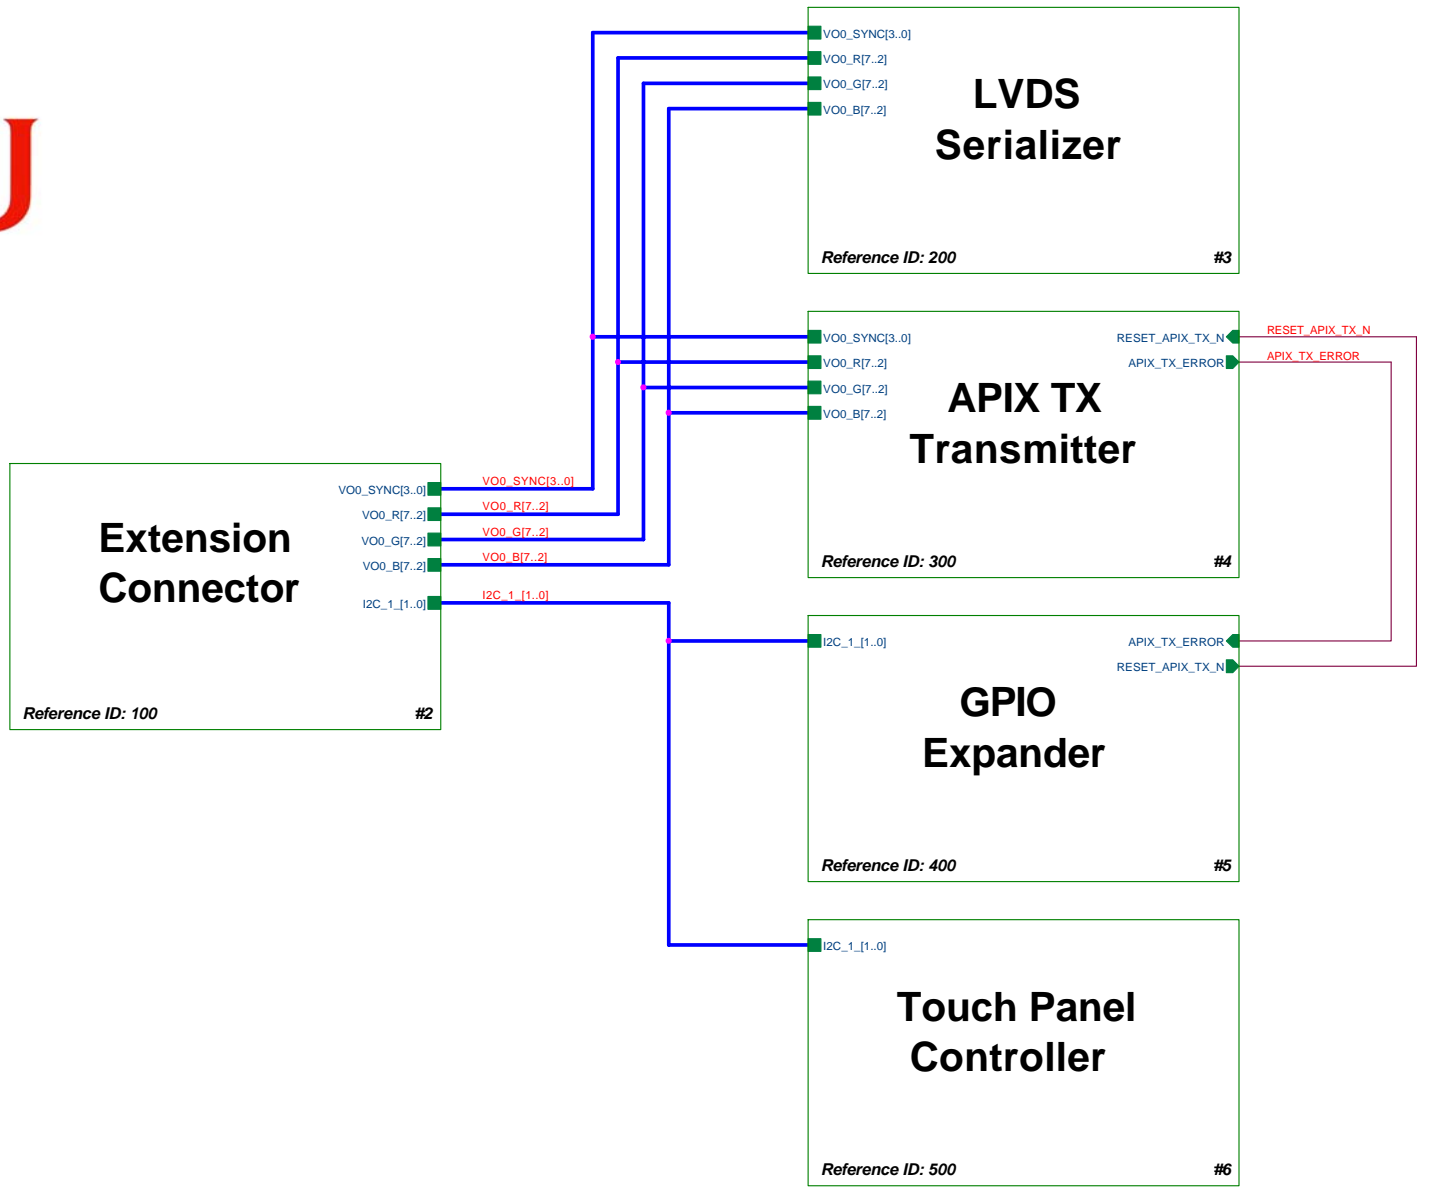 J
VO0_SYNC[3..0]
VO0_R[7..2]
VO0_G[7..2]
VO0_B[7..2]
LVDS
Serializer
Reference ID: 200 #3
VO0_SYNC[3..0]
VO0_R[7..2]
VO0_G[7..2]
VO0_B[7..2]
RESET_APIX_TX_N
APIX_TX_ERROR
RESET_APIX_TX_N
APIX_TX_ERROR
APIX TX
Transmitter
Reference ID: 300 #4
VO0_SYNC[3..0]
VO0_R[7..2]
VO0_G[7..2]
VO0_B[7..2]
I2C_1_[1..0]
Extension
Connector
Reference ID: 100 #2
VO0_SYNC[3..0]
VO0_R[7..2]
VO0_G[7..2]
VO0_B[7..2]
I2C_1_[1..0]
I2C_1_[1..0]
APIX_TX_ERROR
RESET_APIX_TX_N
GPIO
Expander
Reference ID: 400 #5
I2C_1_[1..0]
Touch Panel
Controller
Reference ID: 500 #6